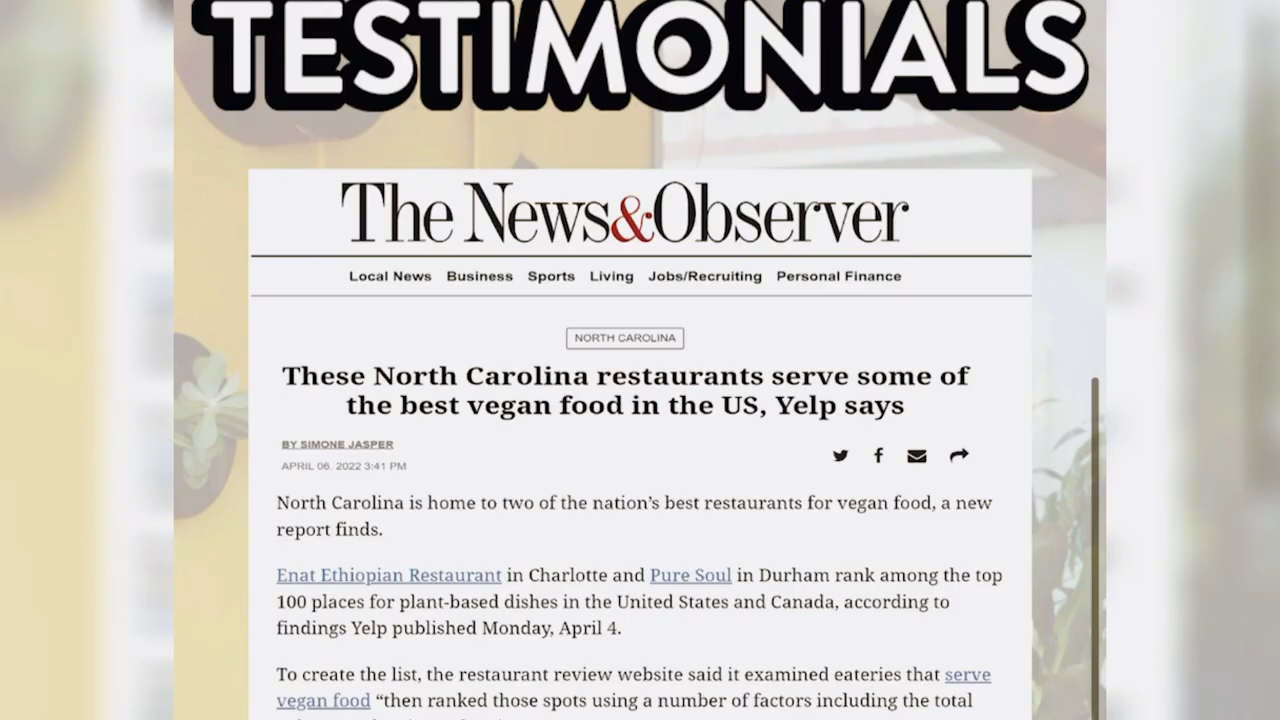 TESTIMONIALS
The News&Observer
Local News Business Sports Living Jobs/Recruiting Personal Finance
NORTH CAROLINA
These North Carolina restaurants serve some of
the best vegan food in the US, Yelp says
BY SIMONE JASPER
APRIL 06, 2022 3:41 PM
North Carolina is home to two of the nation’s best restaurants for vegan food, a new
report finds.
Enat Ethiopian Restaurant in Charlotte and Pure Soul in Durham rank among the top
100 places for plant-based dishes in the United States and Canada, according to
findings Yelp published Monday, April 4.
To create the list, the restaurant review website said it examined eateries that serve
vegan food “then ranked those spots using a number of factors including the total